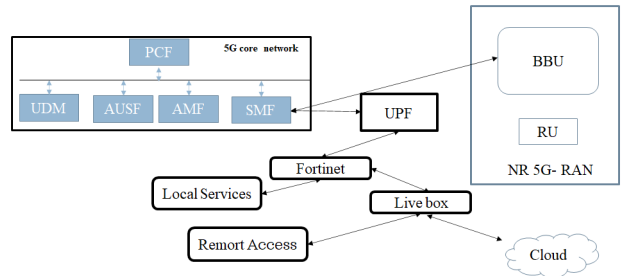 PCF
5G core network
BBU
UDM
AUSF
AMF
SMF
UPF
RU
Fortinet
NR 5G- RAN
Local Services
Live box
Remort Access
Cloud